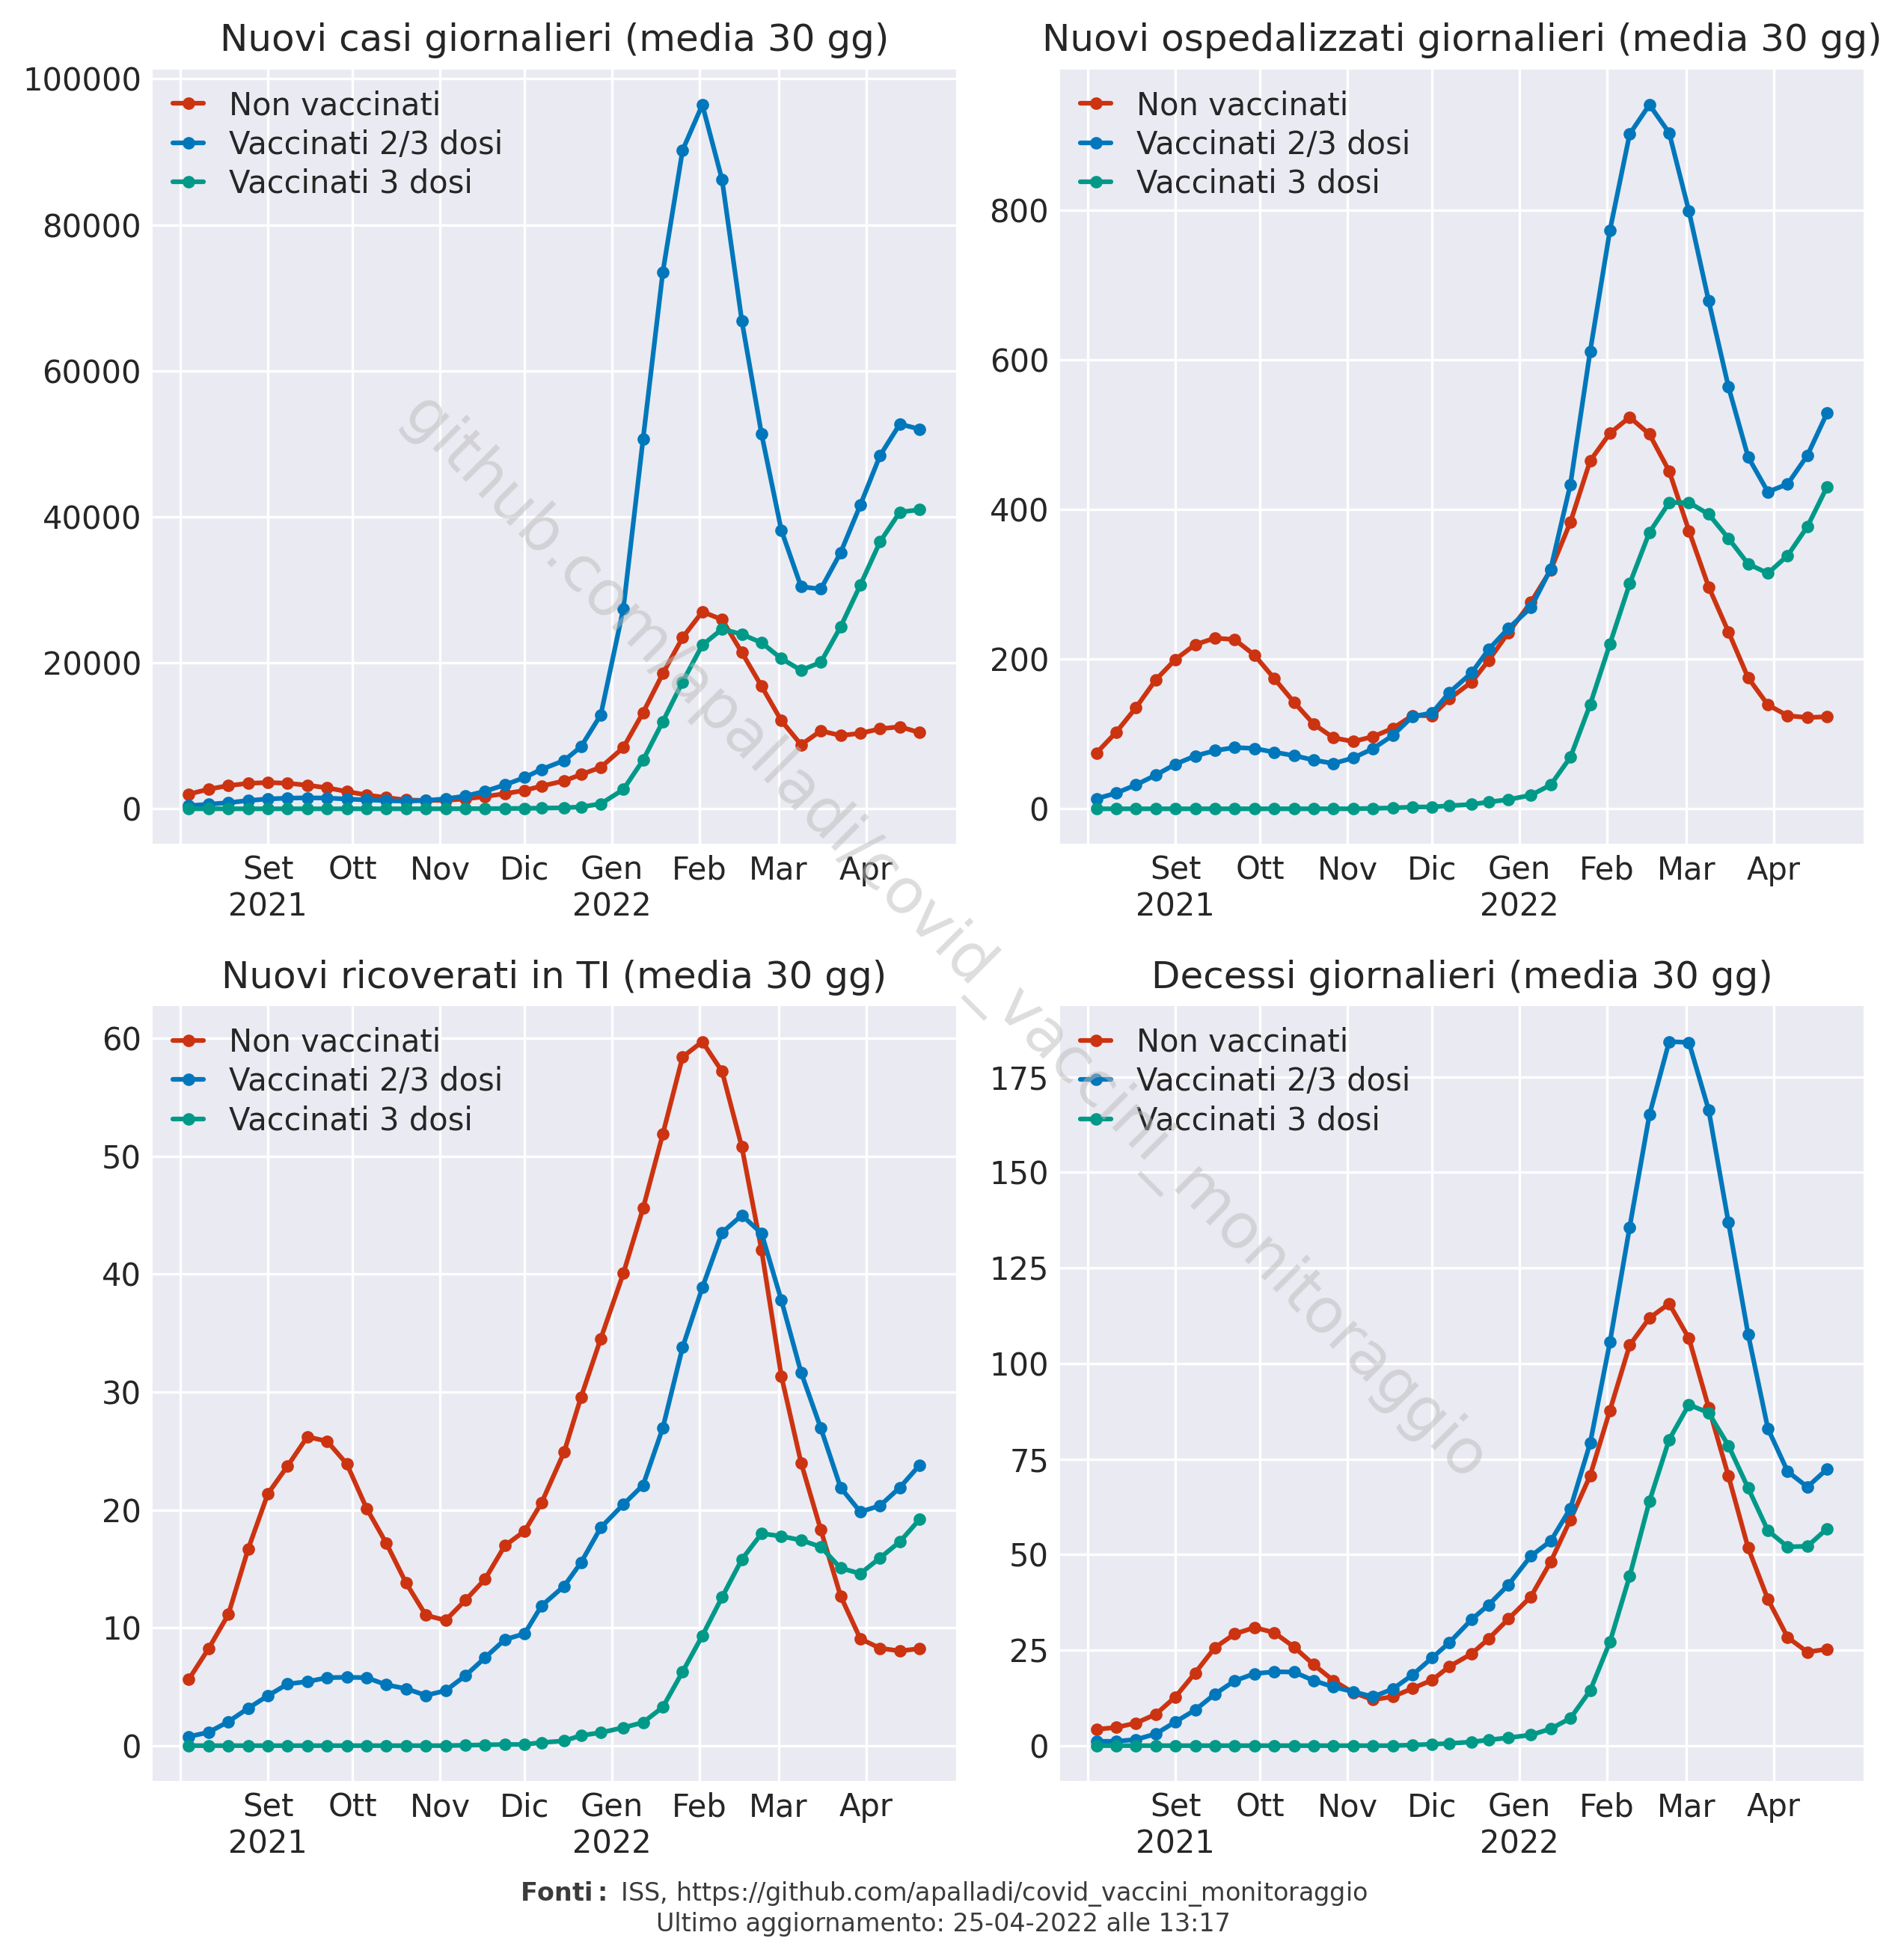 Nuovi casi giornalieri (media 30 gg)
100000
80000
60000
40000
20000
0
Non vaccinati
Vaccinati 2/3 dosi
Vaccinati 3 dosi
Set
2021
Ott
Nov
Dic
Gen
2022
Feb
Mar
Apr
Nuovi ospedalizzati giornalieri (media 30 gg)
800
600
400
200
0
Non vaccinati
Vaccinati 2/3 dosi
Vaccinati 3 dosi
Set
2021
Ott
Nov
Dic
Gen
2022
Feb
Mar
Apr
Nuovi ricoverati in TI (media 30 gg)
60
50
40
30
20
10
0
Non vaccinati
Vaccinati 2/3 dosi
Vaccinati 3 dosi
Set
2021
Ott
Nov
Dic
Gen
2022
Feb
Mar
Apr
Decessi giornalieri (media 30 gg)
175
150
125
100
75
50
25
0
Non vaccinati
Vaccinati 2/3 dosi
Vaccinati 3 dosi
Set
2021
Ott
Nov
Dic
Gen
2022
Feb
Mar
Apr
github.com/apalladi/covid_vaccini_monitoraggio
Fonti: ISS, https://github.com/apalladi/covid_vaccini_monitoraggio
Ultimo aggiornamento: 25-04-2022 alle 13:17